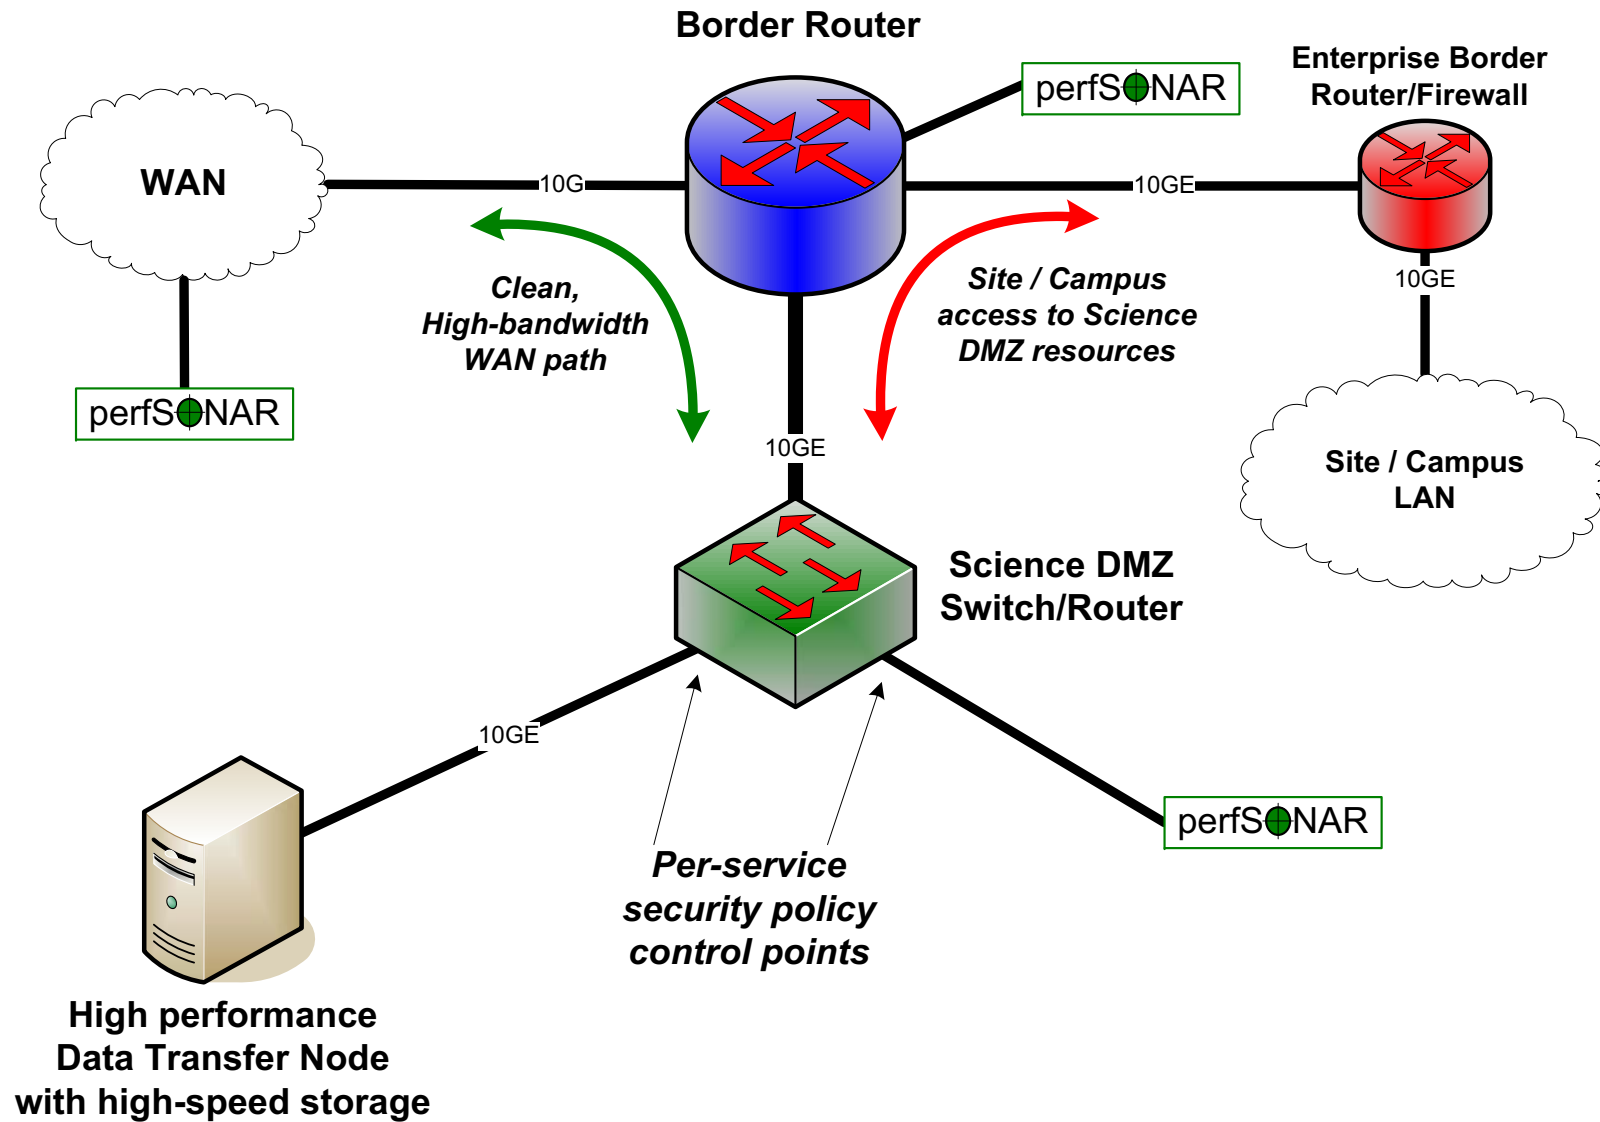 Border Router
perfSONAR
Enterprise Border
Router/Firewall
WAN
10G
10GE
Clean,
High-bandwidth
WAN path
Site / Campus
access to Science
DMZ resources
10GE
perfSONAR
10GE
Site / Campus
LAN
Science DMZ
Switch/Router
10GE
perfSONAR
Per-service
security policy
control points
High performance
Data Transfer Node
with high-speed storage